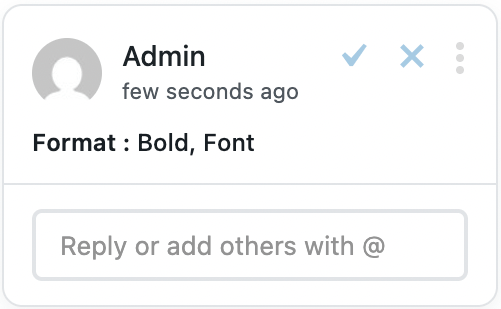 Admin
few seconds ago
Format : Bold, Font
Reply or add others with @